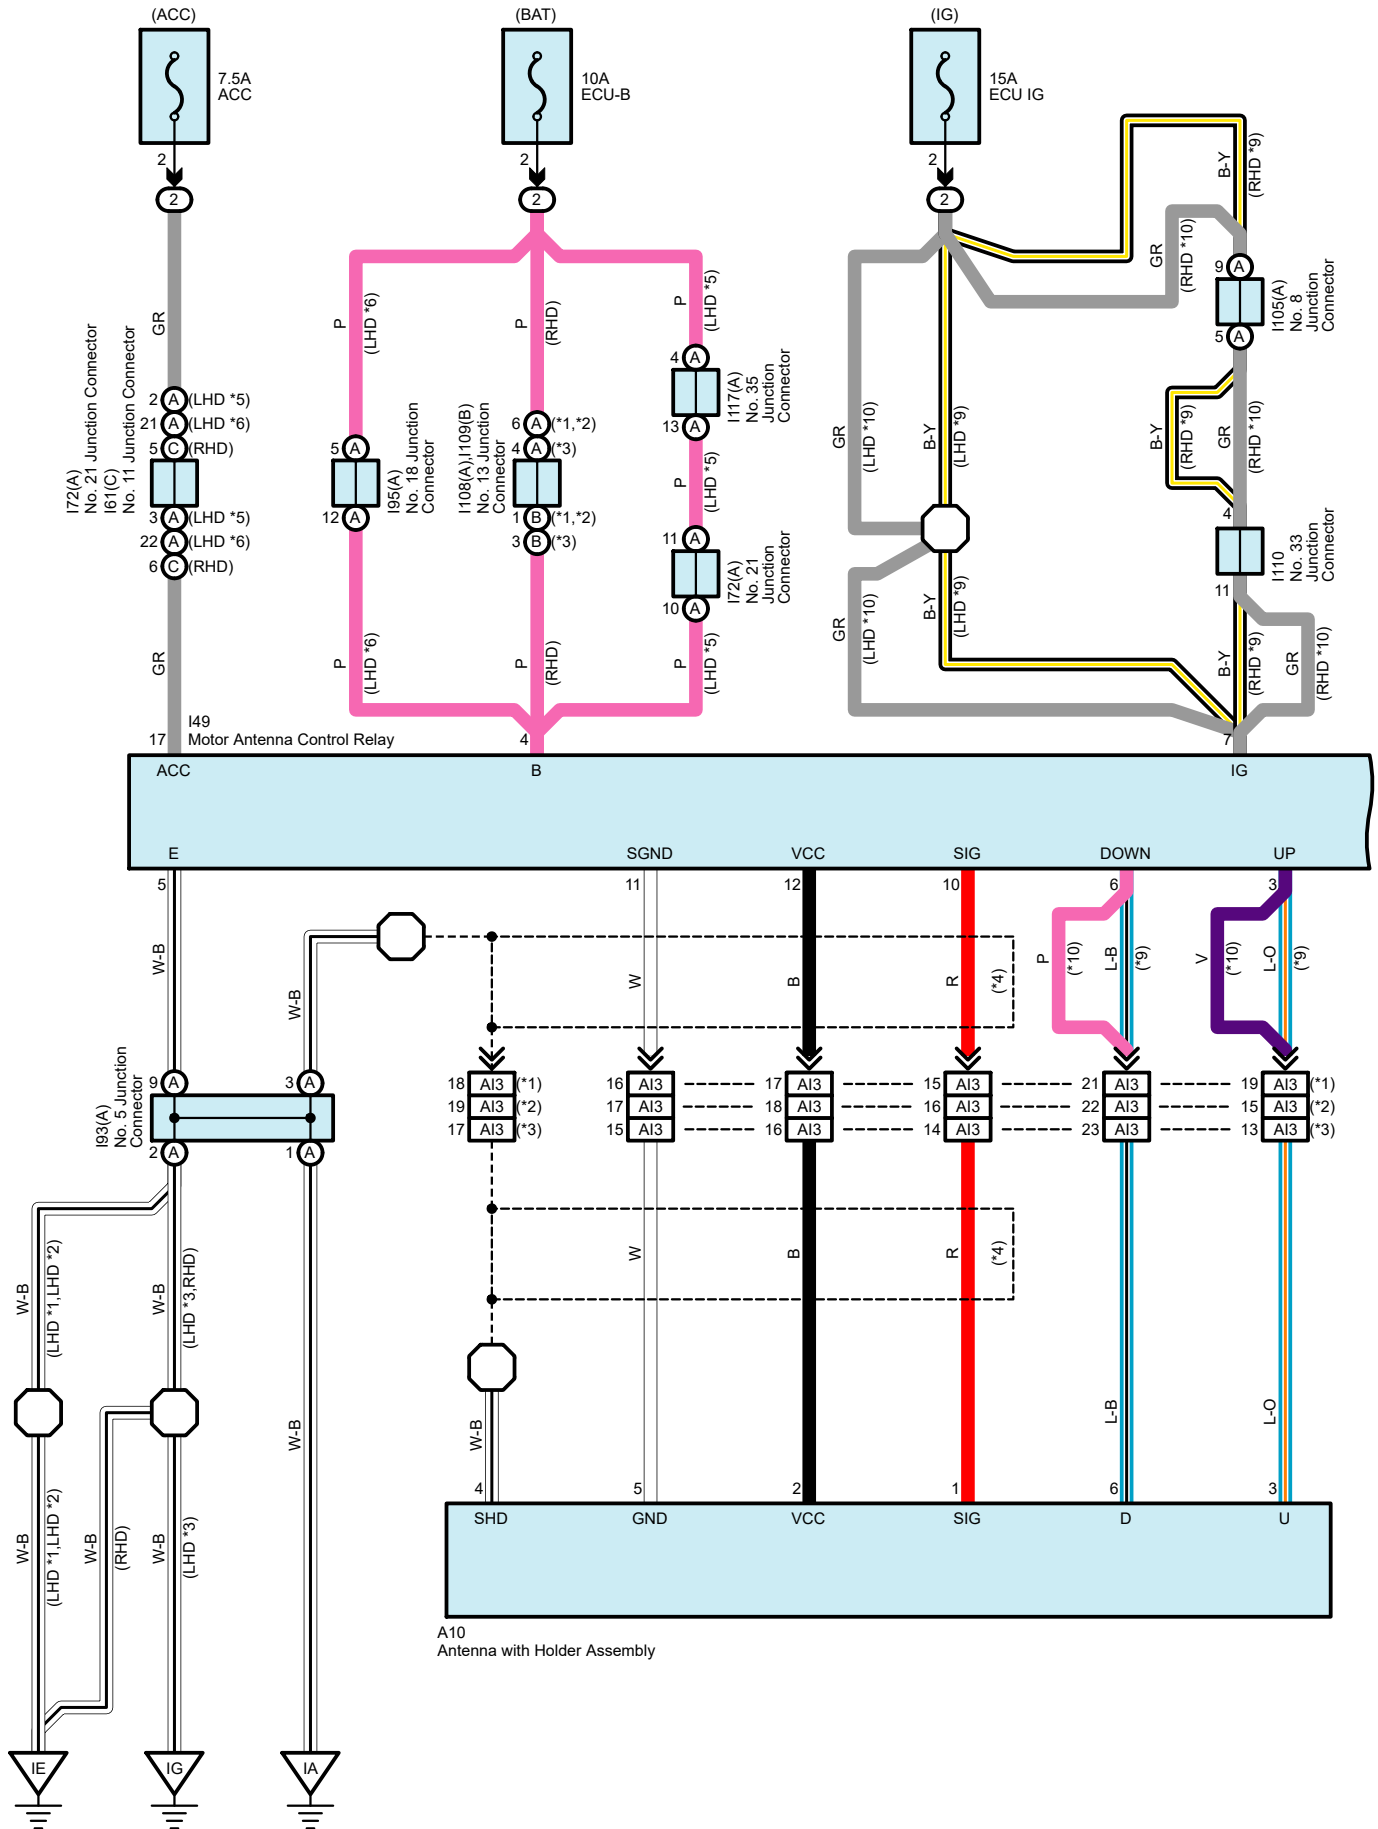 (ACC)
(BAT)
(IG)
7.5A
ACC
10A
ECU-B
15A
ECU IG
2
2
2
2
2
2
B-Y
(RHD *9)
GR
(RHD *10)
9 A
5 A
I105(A)
No. 8
Junction
Connector
GR
P
(LHD *6)
P
(RHD)
P
(LHD *5)
4 A
13 A
I17(A)
No. 35
Junction
Connector
I72(A)
No. 21 Junction Connector
I61(C)
No. 11 Junction Connector
2 A (LHD *5)
21 A (LHD *6)
5 C (RHD)
3 A (LHD *5)
22 A (LHD *6)
6 C (RHD)
5 A
12 A
I95(A)
No. 18 Junction
Connector
I108(A),I109(B)
No. 13 Junction
Connector
6 A (*1,*2)
4 A (*3)
1 B (*1,*2)
3 B (*3)
P
(LHD *5)
11 A
10 A
I72(A)
No. 21
Junction
Connector
GR
(LHD *10)
B-Y
(LHD *9)
B-Y
(RHD *9)
GR
(RHD *10)
4
11
I110
No. 33
Junction
Connector
GR
P
(LHD *6)
P
(RHD)
P
(LHD *5)
GR
(LHD *10)
B-Y
(LHD *9)
B-Y
(RHD *9)
GR
(RHD *10)
I49
17 Motor Antenna Control Relay
4
7
ACC
B
IG
E
SGND
VCC
SIG
DOWN
UP
5
11
12
10
6
3
W-B
W-B
W
B
R
(*4)
P
(*10)
L-B
(*9)
V
(*10)
L-O
(*9)
I93(A)
No. 5 Junction
Connector
9 A
3 A
2 A
1 A
18 AI3 (*1)
19 AI3 (*2)
17 AI3 (*3)
16 AI3
17 AI3
15 AI3
17 AI3
18 AI3
16 AI3
15 AI3
16 AI3
14 AI3
21 AI3
22 AI3
23 AI3
19 AI3 (*1)
15 AI3 (*2)
13 AI3 (*3)
W-B
(LHD *1,LHD *2)
W-B
(LHD *3,RHD)
W
B
R
(*4)
W-B
W-B
L-B
L-O
W-B
(LHD *1,LHD *2)
W-B
(RHD)
W-B
(LHD *3)
4
5
2
1
6
3
SHD
GND
VCC
SIG
D
U
A10
Antenna with Holder Assembly
IE
IG
IA